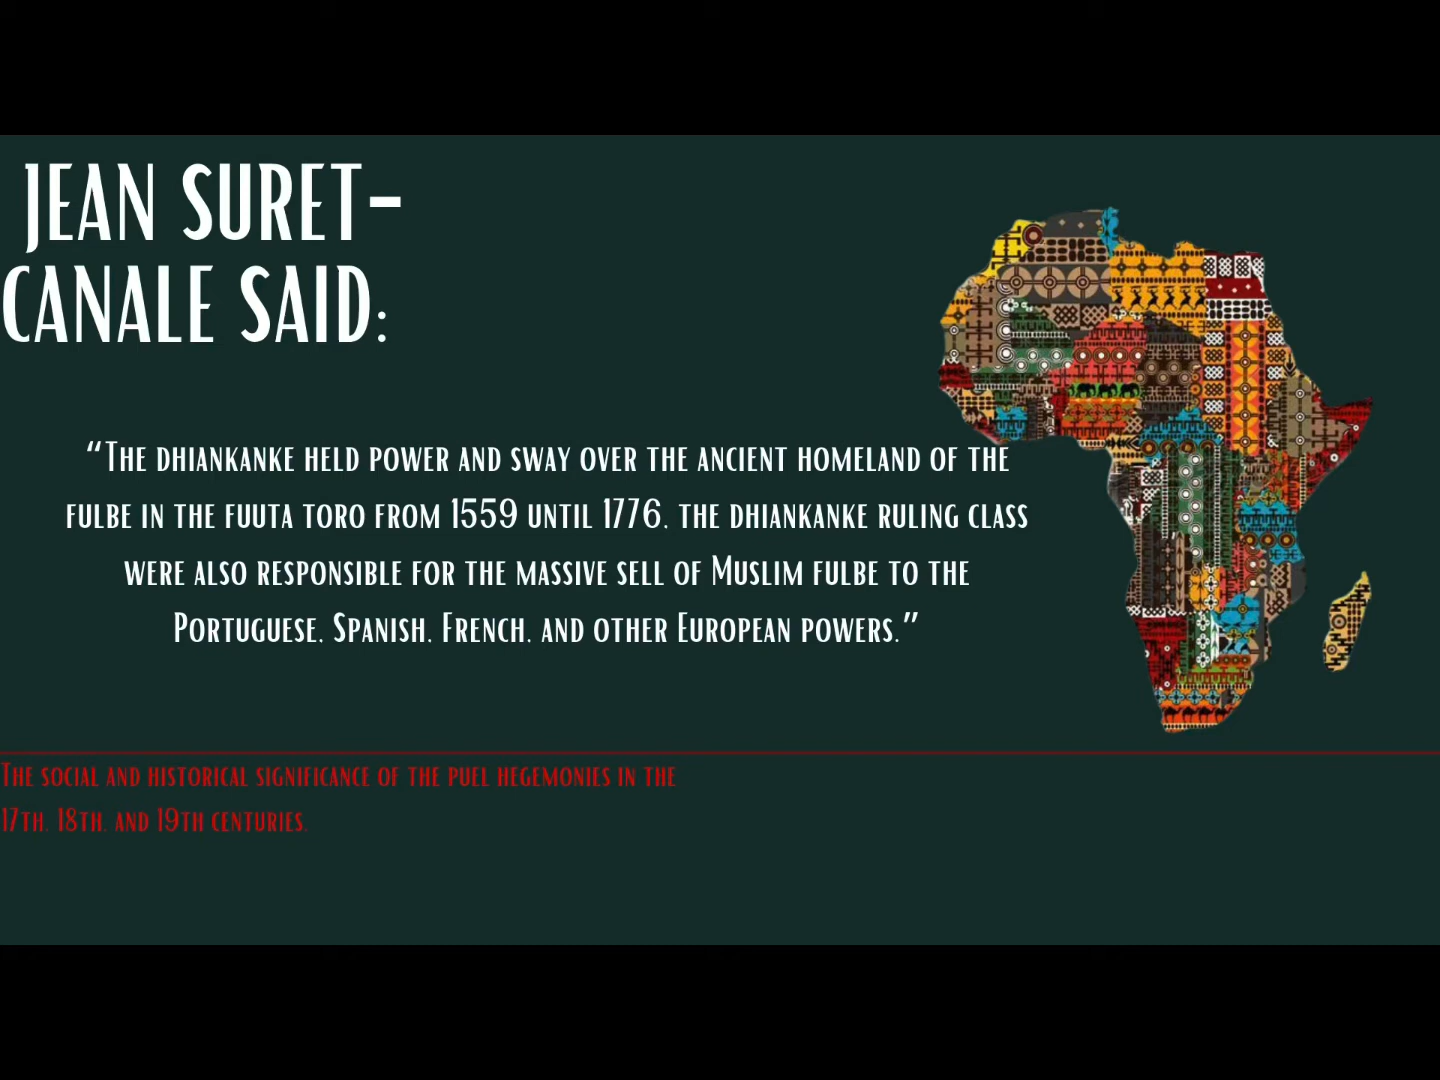 JEAN SURET-
CANALE SAID:
“The dhiankanke held power and sway over the ancient homeland of the
fulbe in the fuuta toro from 1559 until 1776. the dhiankanke ruling class
were also responsible for the massive sell of Muslim fulbe to the
Portuguese, Spanish, French, and other European powers.”
The social and historical significance of the puel hegemonies in the
17th, 18th, and 19th centuries.